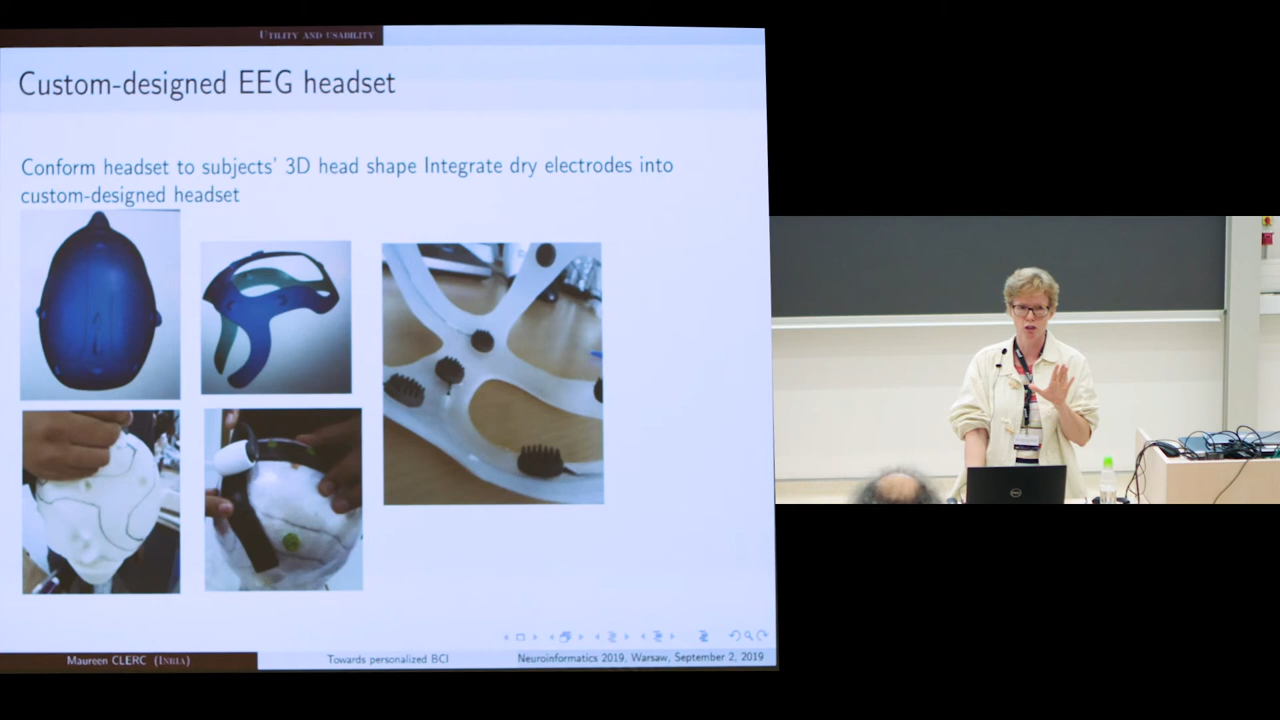 Utility and usability
Custom-designed EEG headset
Conform headset to subjects' 3D head shape Integrate dry electrodes into
custom-designed headset
Maureen CLERC (Inria)
Towards personalized BCI
Neuroinformatics 2019, Warsaw, September 2, 2019
DELL